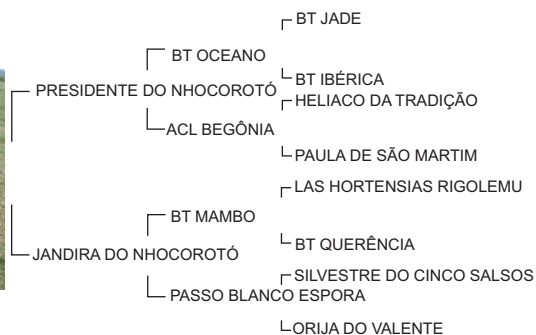 BT JADE
BT OCEANO
BT IBÉRICA
PRESIDENTE DO NHOCOROTÓ
HELIACO DA TRADIÇÃO
ACL BEGÔNIA
PAULA DE SÃO MARTIM
LAS HORTENSIAS RIGOLEMU
BT MAMBO
BT QUERÊNCIA
JANDIRA DO NHOCOROTÓ
SILVESTRE DO CINCO SALSOS
PASSO BLANCO ESPORA
ORIJA DO VALENTE